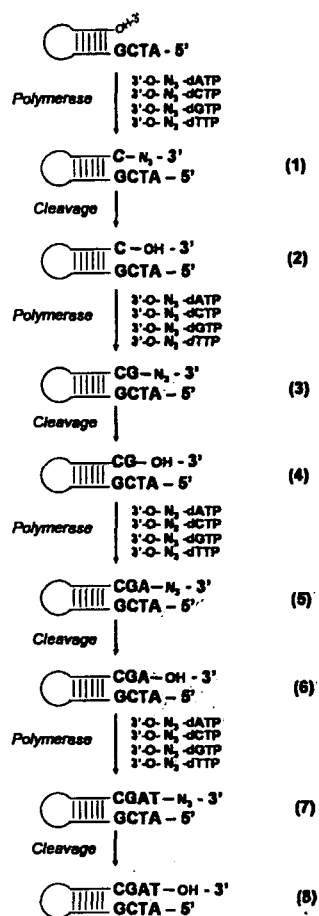 OH-3'
GCTA - 5'
Polymerase
3'-O- N₃ -dATP
3'-O- N₃ -dCTP
3'-O- N₃ -dGTP
3'-O- N₃ -dTTP
C – N₃ - 3'
GCTA – 5'
(1)
Cleavage
C – OH - 3'
GCTA – 5'
(2)
Polymerase
3'-O- N₃ -dATP
3'-O- N₃ -dCTP
3'-O- N₃ -dGTP
3'-O- N₃ -dTTP
CG – N₃ - 3'
GCTA – 5'
(3)
Cleavage
CG – OH - 3'
GCTA – 5'
(4)
Polymerase
3'-O- N₃ -dATP
3'-O- N₃ -dCTP
3'-O- N₃ -dGTP
3'-O- N₃ -dTTP
CGA – N₃ - 3'
GCTA – 5'
(5)
Cleavage
CGA – OH - 3'
GCTA – 5'
(6)
Polymerase
3'-O- N₃ -dATP
3'-O- N₃ -dCTP
3'-O- N₃ -dGTP
3'-O- N₃ -dTTP
CGAT – N₃ - 3'
GCTA – 5'
(7)
Cleavage
CGAT – OH - 3'
GCTA – 5'
(8)